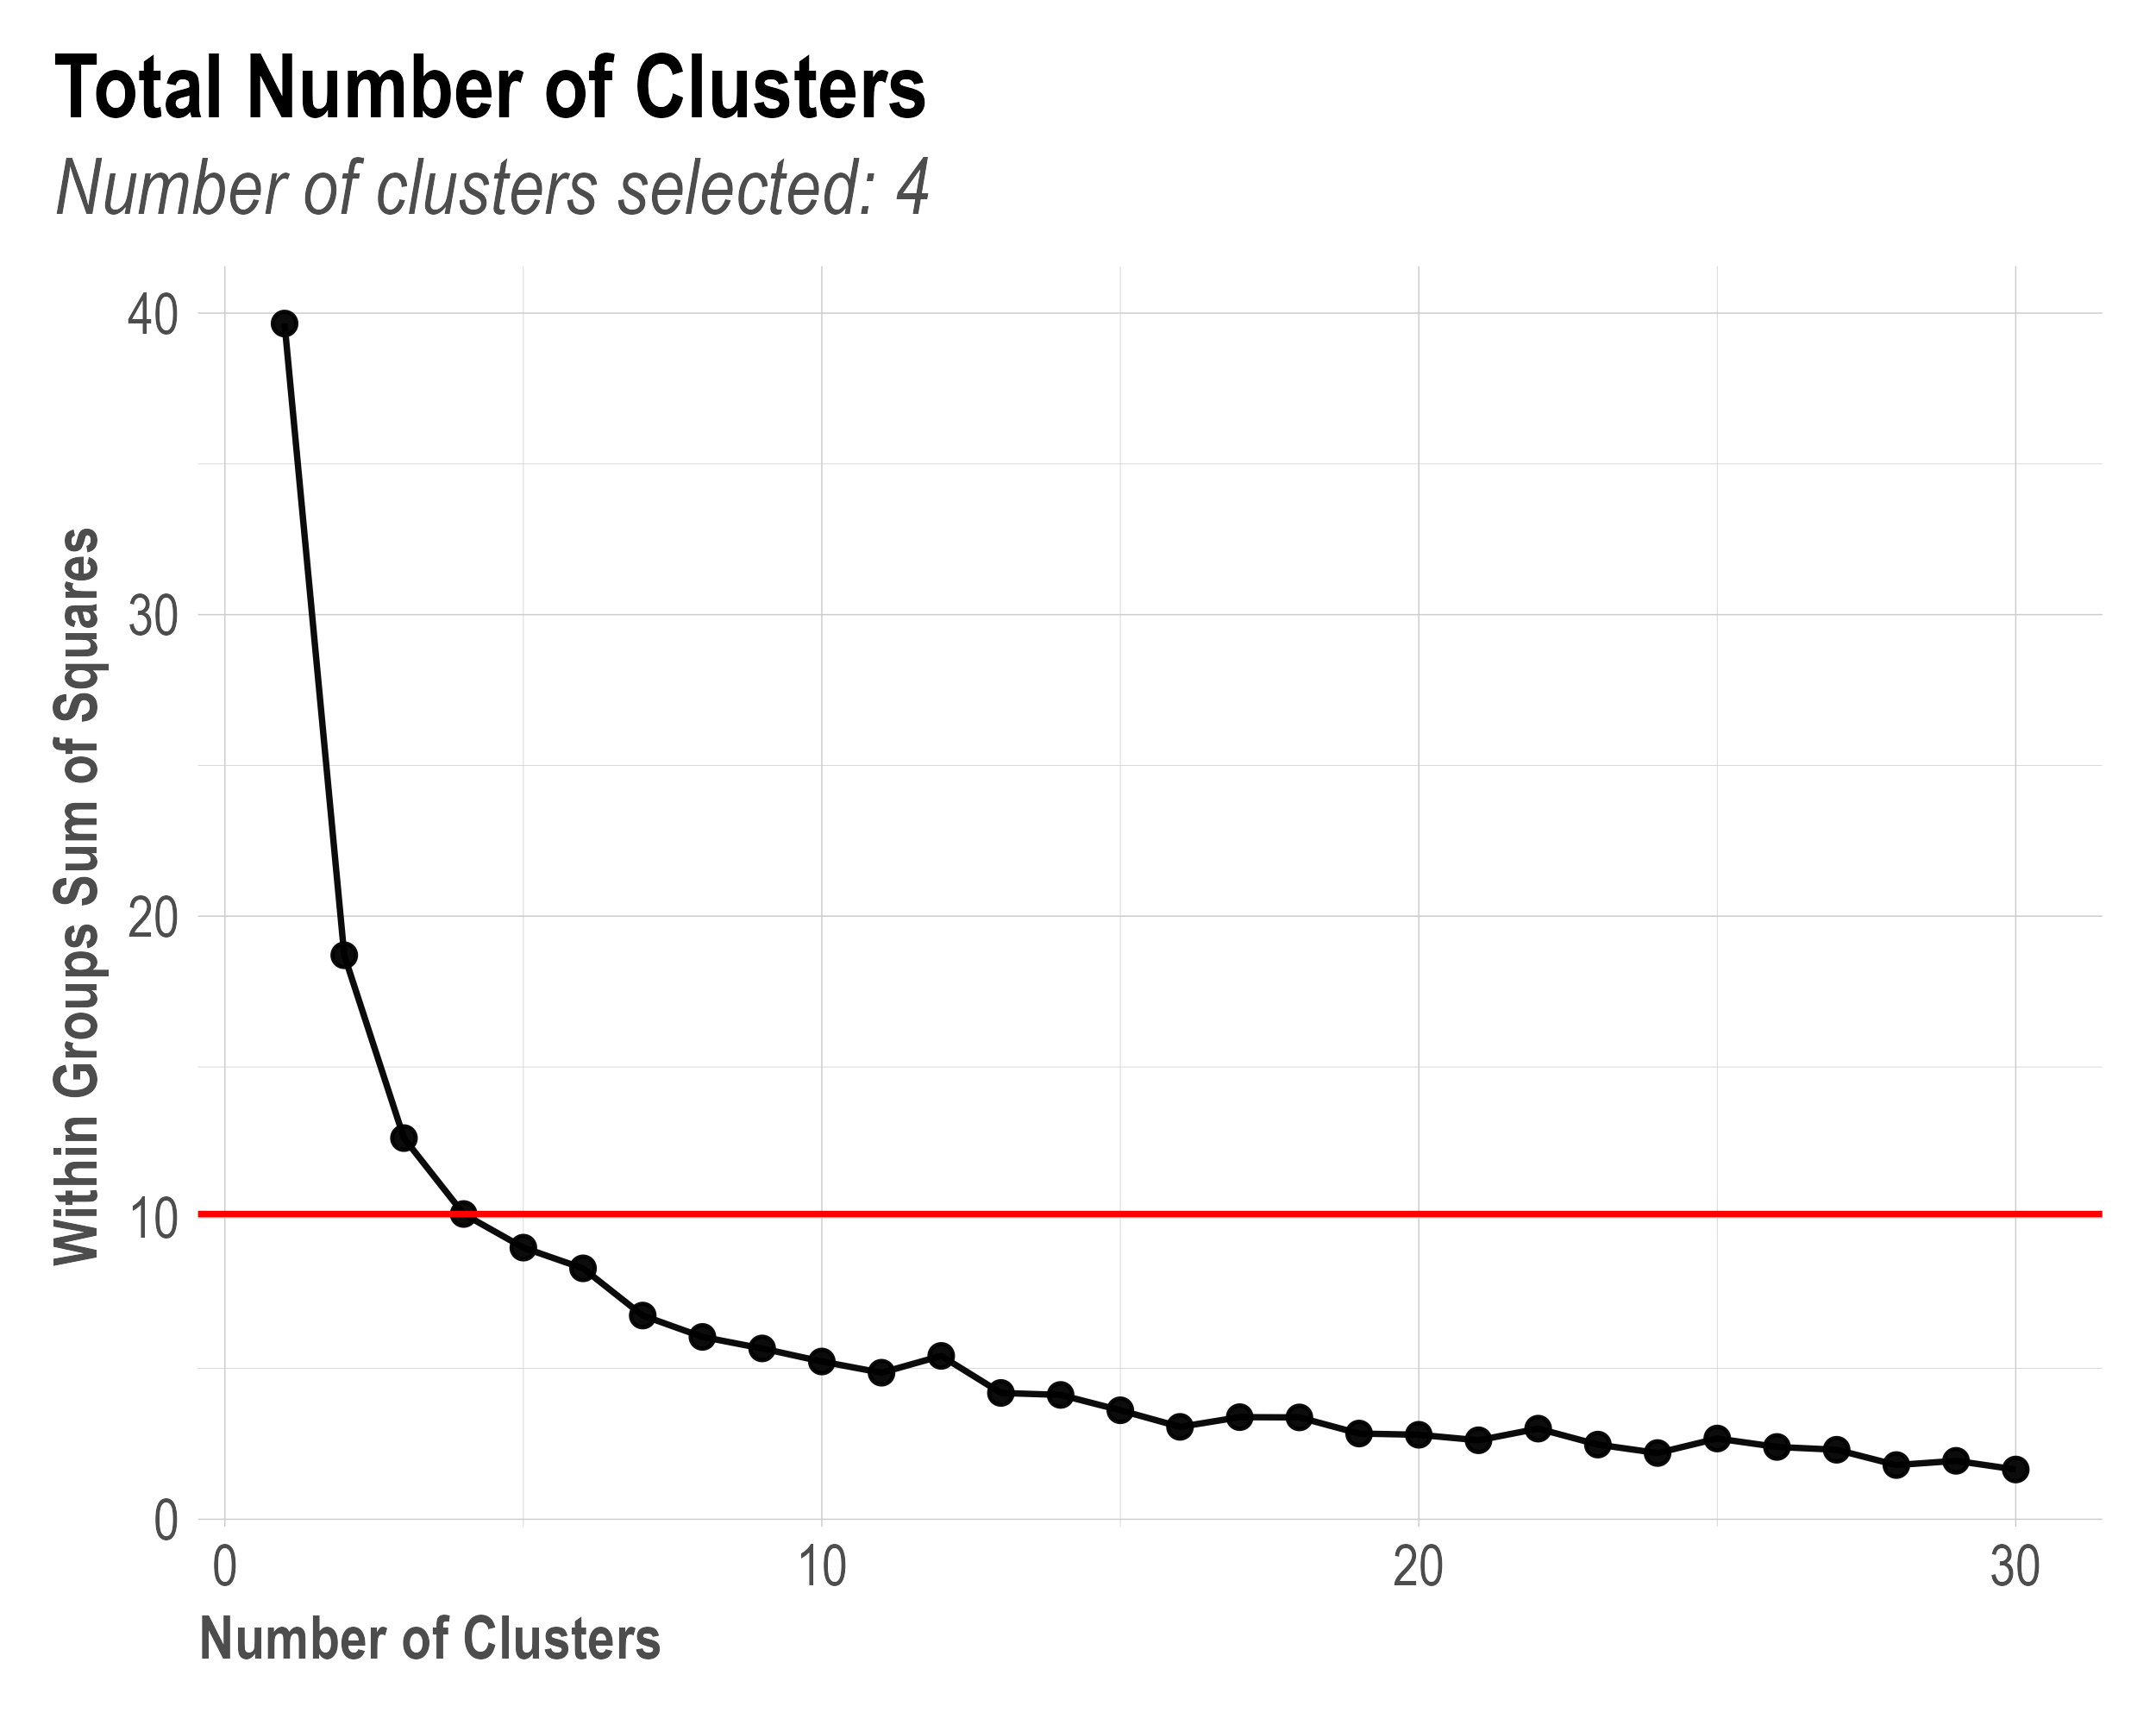 Total Number of Clusters
Number of clusters selected: 4
Within Groups Sum of Squares
40
30
20
10
0
0 10 20 30
Number of Clusters